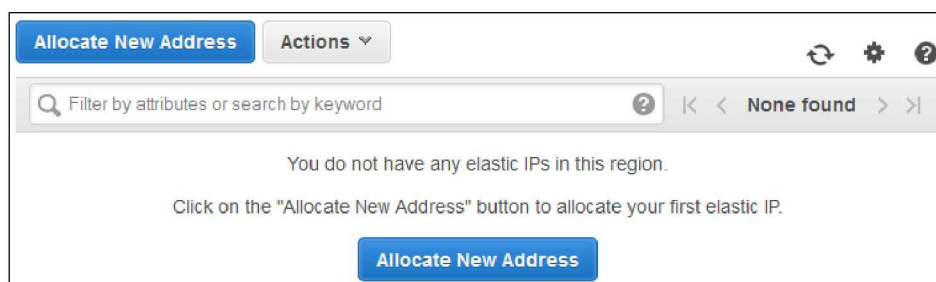 Allocate New Address Actions
Filter by attributes or search by keyword ? None found
You do not have any elastic IPs in this region.
Click on the "Allocate New Address" button to allocate your first elastic IP.
Allocate New Address